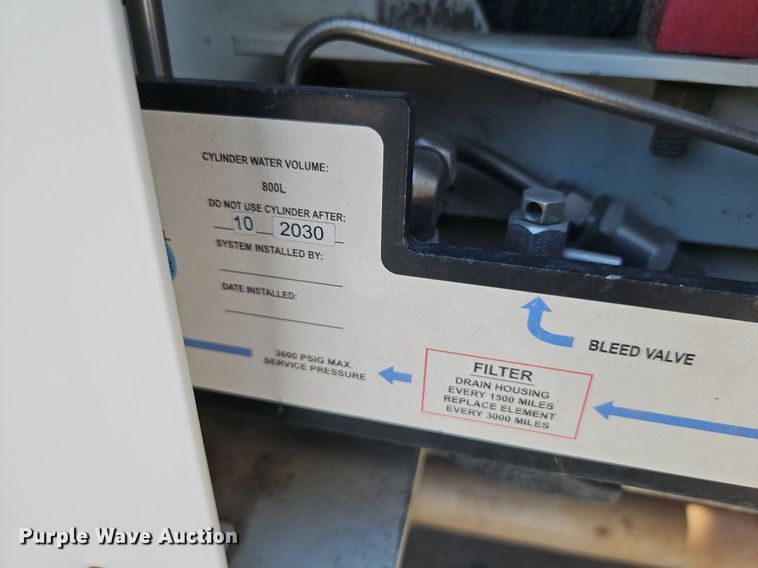 CYLINDER WATER VOLUME:
800L
DO NOT USE CYLINDER AFTER:
10 2030
SYSTEM INSTALLED BY:
DATE INSTALLED:
3600 PSIG MAX.
SERVICE PRESSURE
FILTER
DRAIN HOUSING
EVERY 1500 MILES
REPLACE ELEMENT
EVERY 3000 MILES
BLEED VALVE
Purple Wave Auction